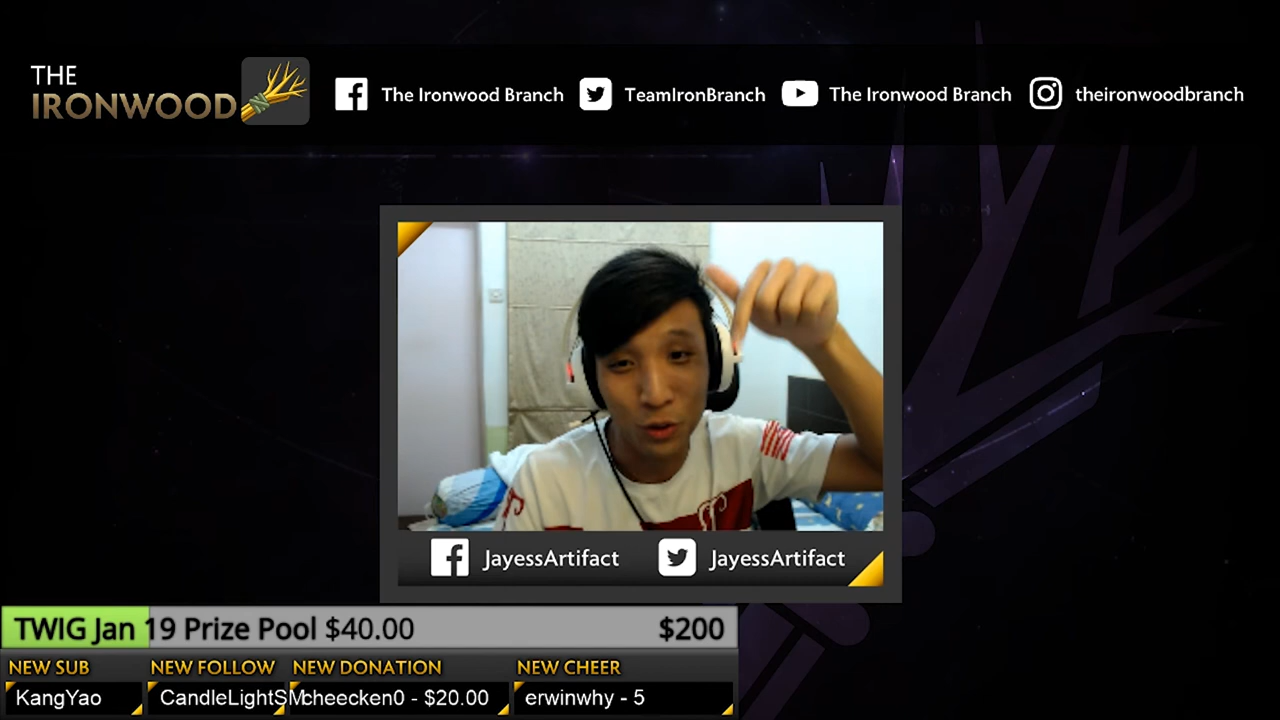 THE
IRONWOOD
The Ironwood Branch
TeamIronBranch
The Ironwood Branch
theironwoodbranch
JayessArtifact
JayessArtifact
TWIG Jan 19 Prize Pool $40.00
$200
NEW SUB
NEW FOLLOW
NEW DONATION
NEW CHEER
KangYao
CandleLightSM
cheecken0 - $20.00
erwinwhy - 5